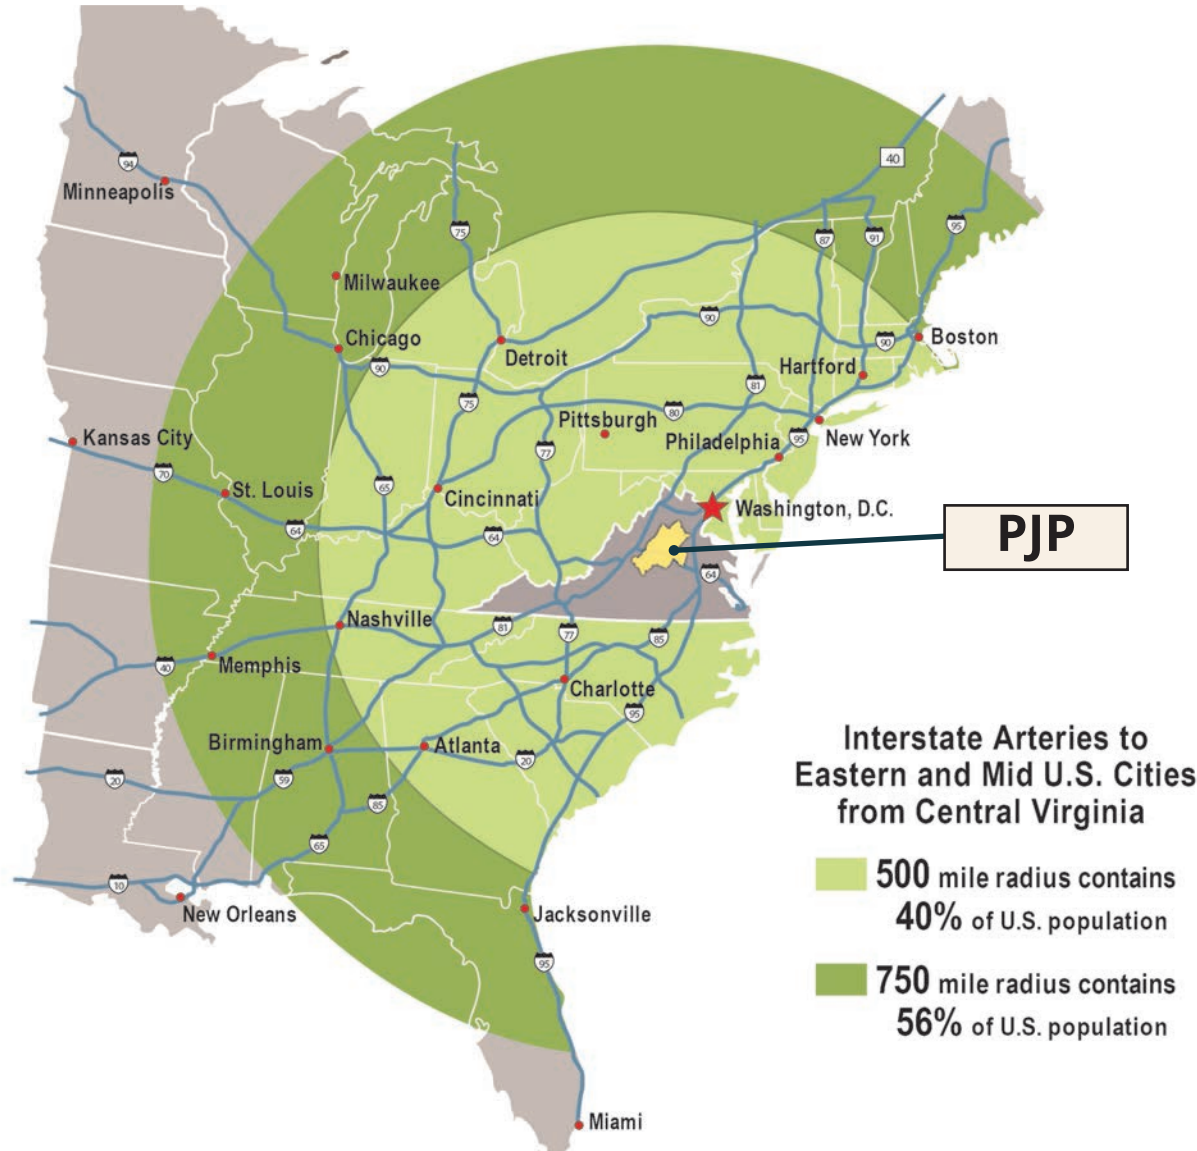 40
94
Minneapolis
75
87
91
95
Milwaukee
90
Chicago
Detroit
90
Boston
90
Hartford
81
75
80
Pittsburgh
Philadelphia
95
New York
Kansas City
77
70
65
St. Louis
Cincinnati
Washington, D.C.
64
64
PJP
64
Nashville
81
77
85
40
Memphis
Charlotte
95
Birmingham
Atlanta
20
20
59
85
65
10
New Orleans
Jacksonville
95
Miami
Interstate Arteries to
Eastern and Mid U.S. Cities
from Central Virginia
500 mile radius contains
40% of U.S. population
750 mile radius contains
56% of U.S. population